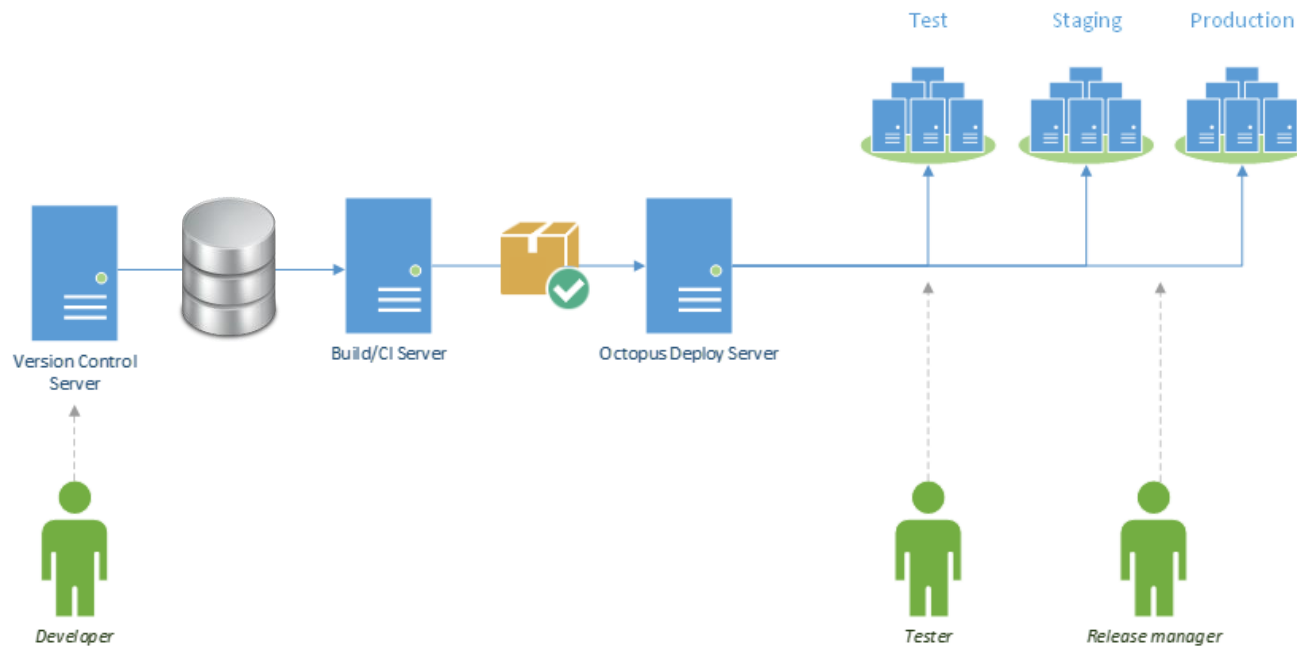 Test
Staging
Production
Version Control
Server
Build/CI Server
Octopus Deploy Server
Developer
Tester
Release manager